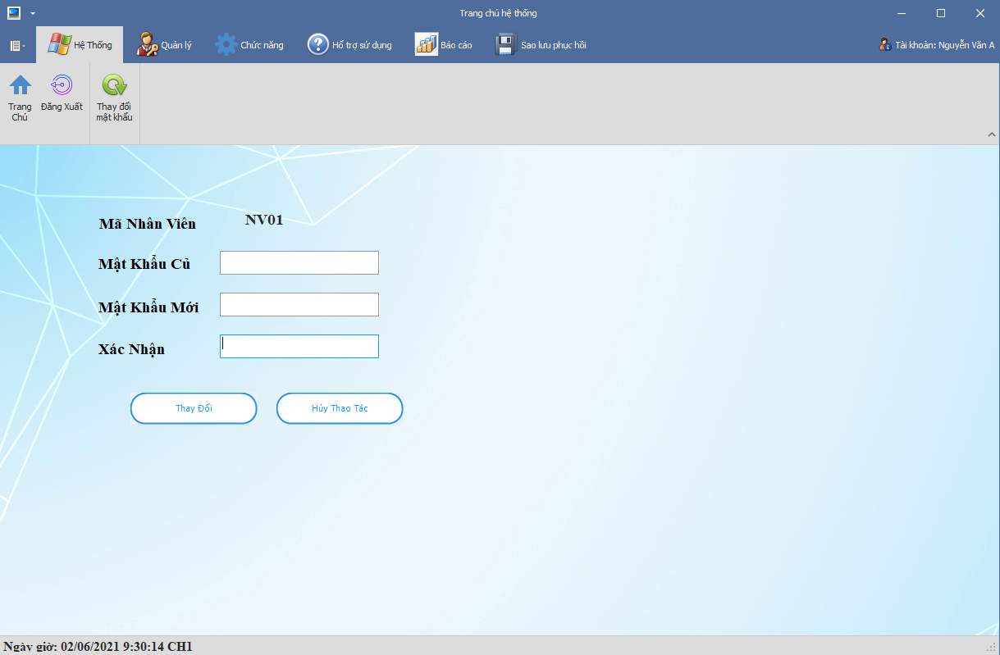 Trang chủ hệ thống
Hệ Thống
Quản lý
Chức năng
Hổ trợ sử dụng
Báo cáo
Sao lưu phục hồi
Tài khoản: Nguyễn Văn A
Trang
Chủ
Đăng Xuất
Thay đổi
mật khẩu
Mã Nhân Viên
NV01
Mật Khẩu Củ
Mật Khẩu Mới
Xác Nhận
Thay Đổi
Hủy Thao Tác
Ngày giờ: 02/06/2021 9:30:14 CH1